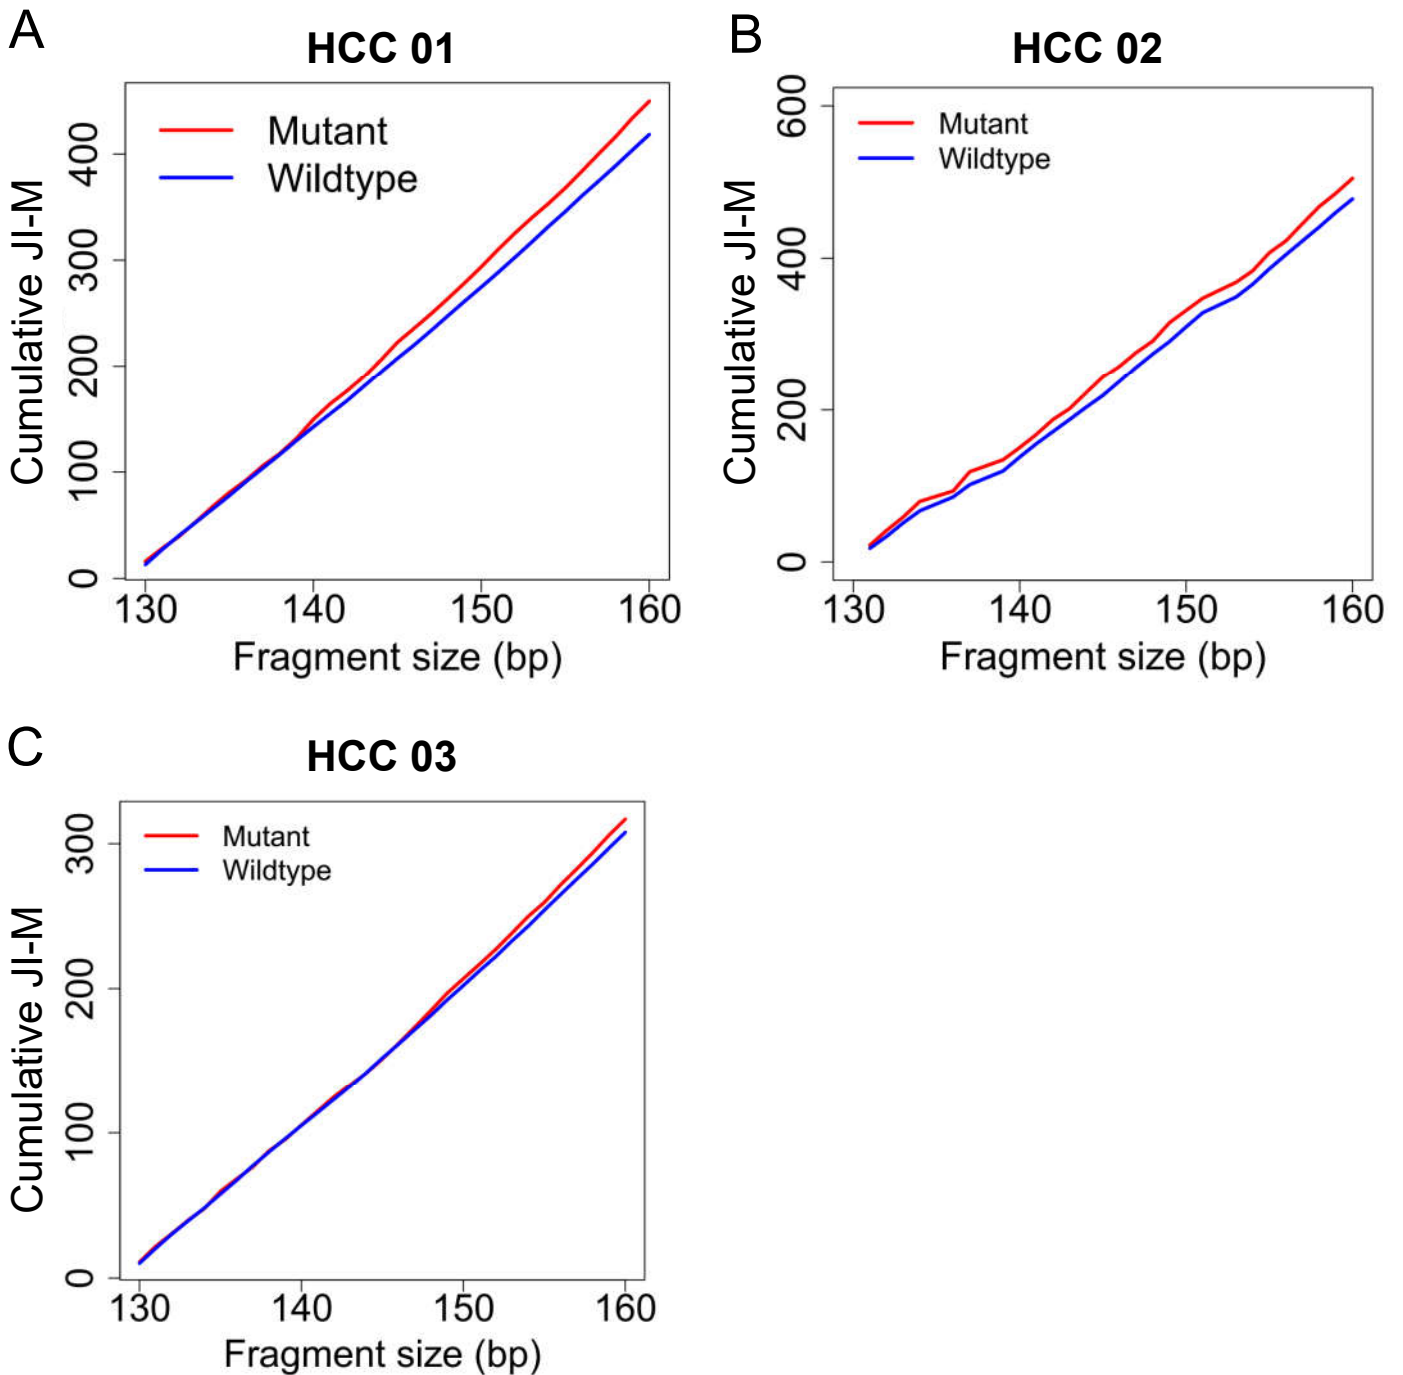 A
HCC 01
Mutant
Wildtype
Cumulative JI-M
0
100
200
300
400
130
140
150
160
Fragment size (bp)
B
HCC 02
Mutant
Wildtype
Cumulative JI-M
0
200
400
600
130
140
150
160
Fragment size (bp)
C
HCC 03
Mutant
Wildtype
Cumulative JI-M
0
100
200
300
130
140
150
160
Fragment size (bp)